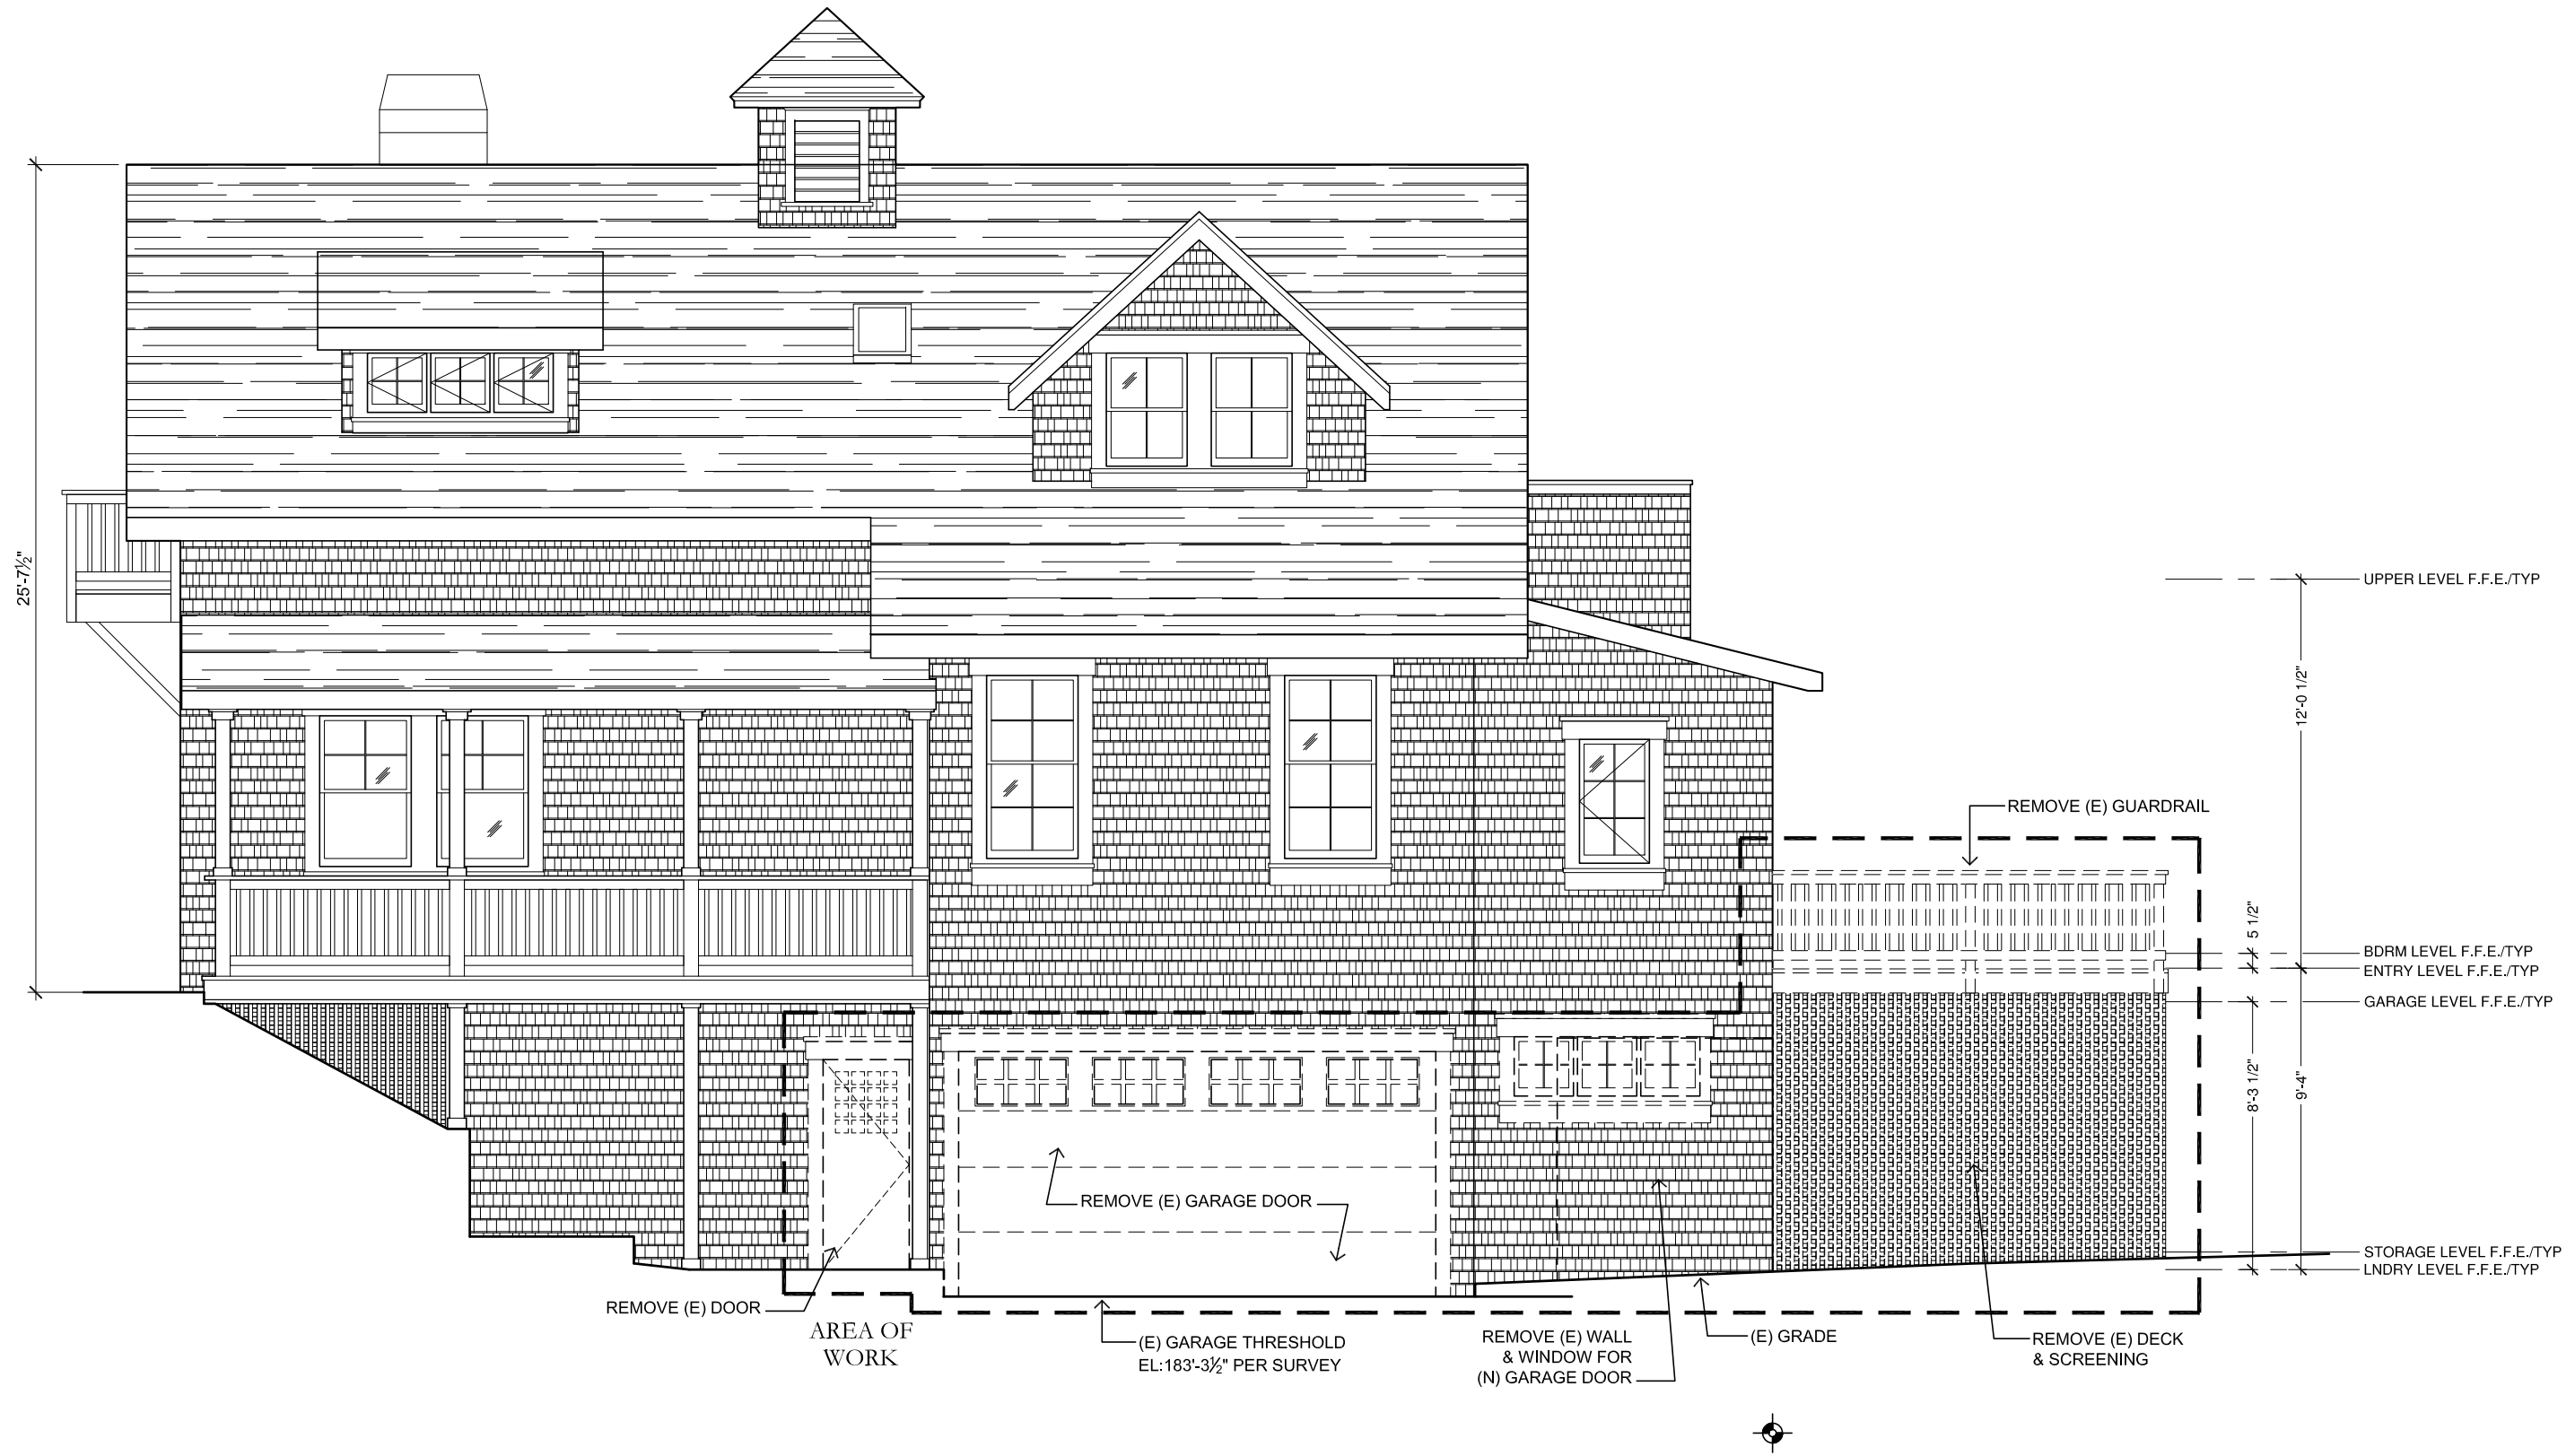 25'-7½"
UPPER LEVEL F.F.E./TYP
12'-0 1/2"
REMOVE (E) GUARDRAIL
5 1/2"
BDRM LEVEL F.F.E./TYP
ENTRY LEVEL F.F.E./TYP
GARAGE LEVEL F.F.E./TYP
8'-3 1/2"
9'-4"
REMOVE (E) GARAGE DOOR
STORAGE LEVEL F.F.E./TYP
LNDRY LEVEL F.F.E./TYP
REMOVE (E) DOOR
AREA OF
WORK
(E) GARAGE THRESHOLD
EL:183'-3½" PER SURVEY
REMOVE (E) WALL
& WINDOW FOR
(N) GARAGE DOOR
(E) GRADE
REMOVE (E) DECK
& SCREENING